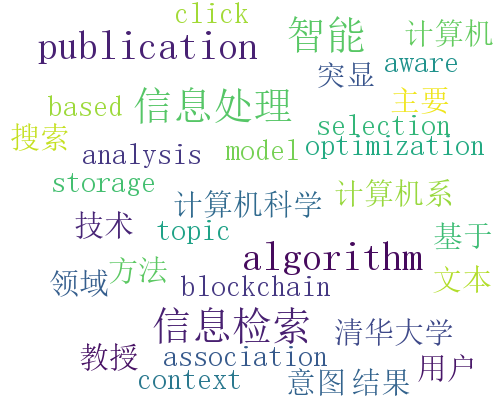 click
publication
智能
计算机
突显
aware
based
信息处理
主要
搜索
selection
analysis
model
optimization
storage
计算机科学
计算机系
技术
topic
基于
algorithm
领域
方法
blockchain
文本
信息检索
清华大学
教授
association
用户
context
意图
结果